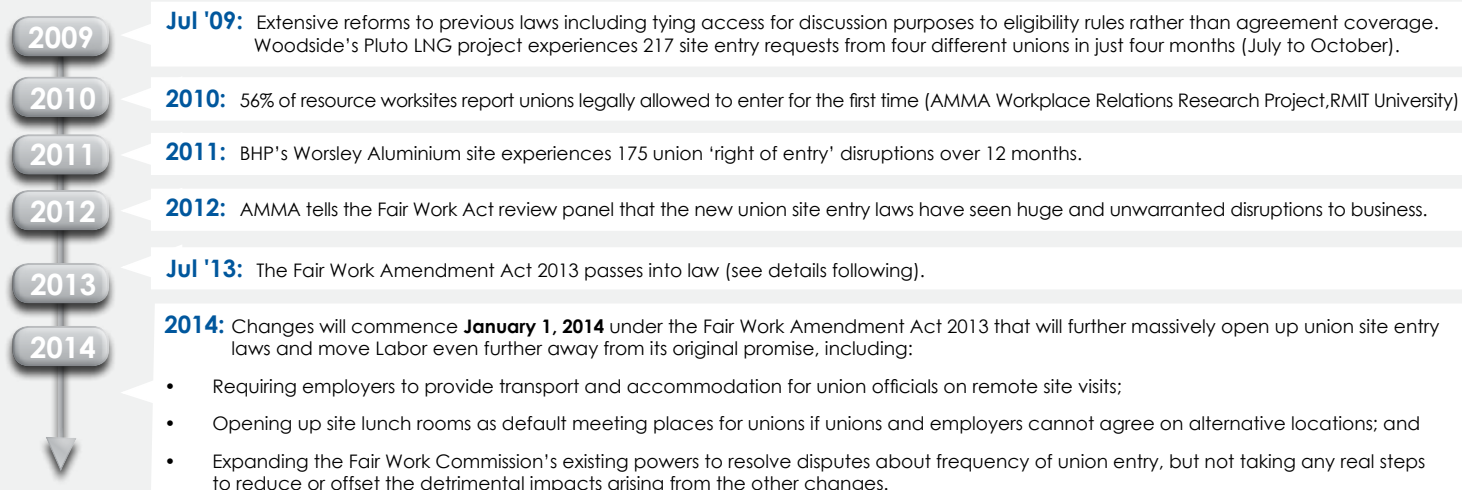 2009
Jul '09: Extensive reforms to previous laws including tying access for discussion purposes to eligibility rules rather than agreement coverage.
Woodside's Pluto LNG project experiences 217 site entry requests from four different unions in just four months (July to October).
2010
2010: 56% of resource worksites report unions legally allowed to enter for the first time (AMMA Workplace Relations Research Project,RMIT University)
2011
2011: BHP's Worsley Aluminium site experiences 175 union 'right of entry' disruptions over 12 months.
2012
2012: AMMA tells the Fair Work Act review panel that the new union site entry laws have seen huge and unwarranted disruptions to business.
2013
Jul '13: The Fair Work Amendment Act 2013 passes into law (see details following).
2014
2014: Changes will commence January 1, 2014 under the Fair Work Amendment Act 2013 that will further massively open up union site entry
laws and move Labor even further away from its original promise, including:
• Requiring employers to provide transport and accommodation for union officials on remote site visits;
• Opening up site lunch rooms as default meeting places for unions if unions and employers cannot agree on alternative locations; and
• Expanding the Fair Work Commission's existing powers to resolve disputes about frequency of union entry, but not taking any real steps
to reduce or offset the detrimental impacts arising from the other changes.